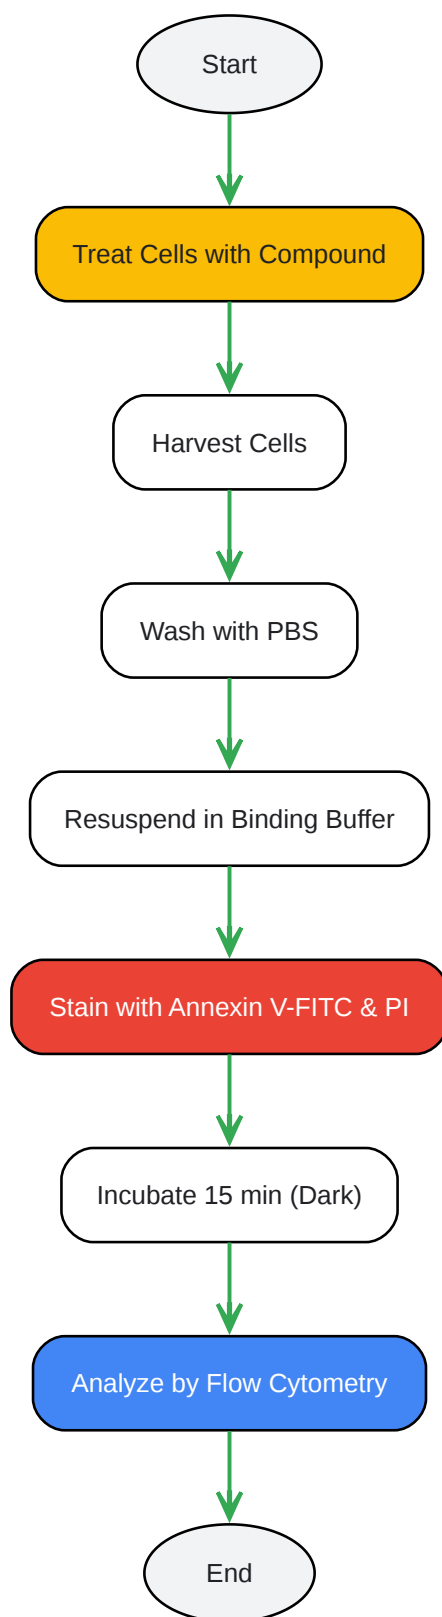 Start
Treat Cells with Compound
Harvest Cells
Wash with PBS
Resuspend in Binding Buffer
Stain with Annexin V-FITC & PI
Incubate 15 min (Dark)
Analyze by Flow Cytometry
End